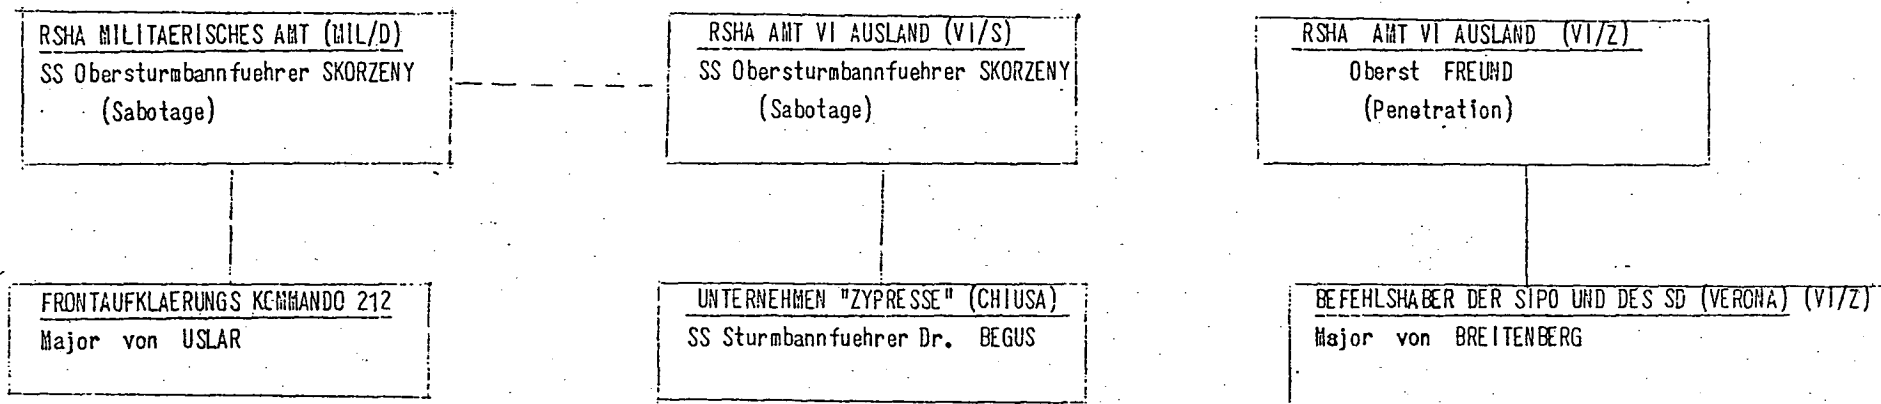 RSHA MILITAERISCHES AMT (MIL/D)
SS Obersturmbannfuehrer SKORZENY
(Sabotage)
RSHA AMT VI AUSLAND (VI/S)
SS Obersturmbannfuehrer SKORZENY
(Sabotage)
RSHA AMT VI AUSLAND (VI/Z)
Oberst FREUND
(Penetration)
FRONTAUFKLAERUNGS KOMMANDO 212
Major von USLAR
UNTERNEHMEN "ZYPRESSE" (CHIUSA)
SS Sturmbannfuehrer Dr. BEGUS
BEFEHLSHABER DER SIPO UND DES SD (VERONA) (VI/Z)
Major von BREITENBERG